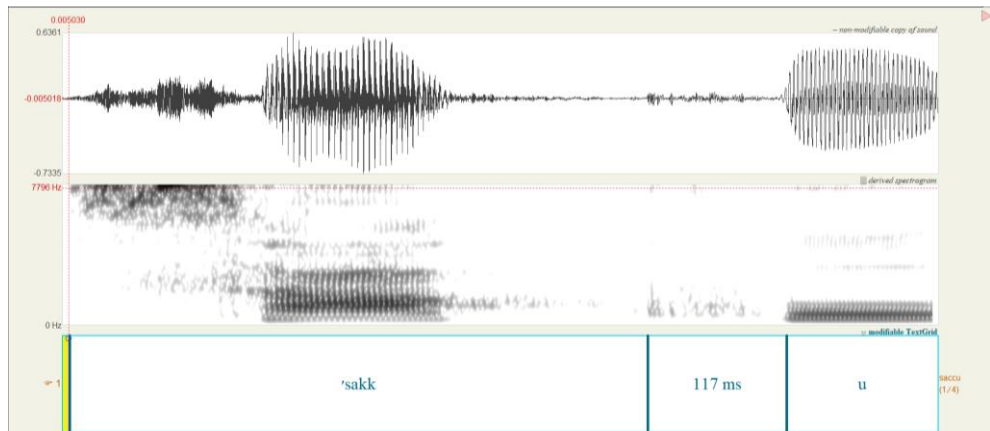 0.005030
0.6361
~ non-modifiable copy of sound
-0.005018
-0.7335
7796 Hz
derived spectrogram
0 Hz
modifiable TextGrid
1
ˈsakk
117 ms
u
saccu
(1/4)